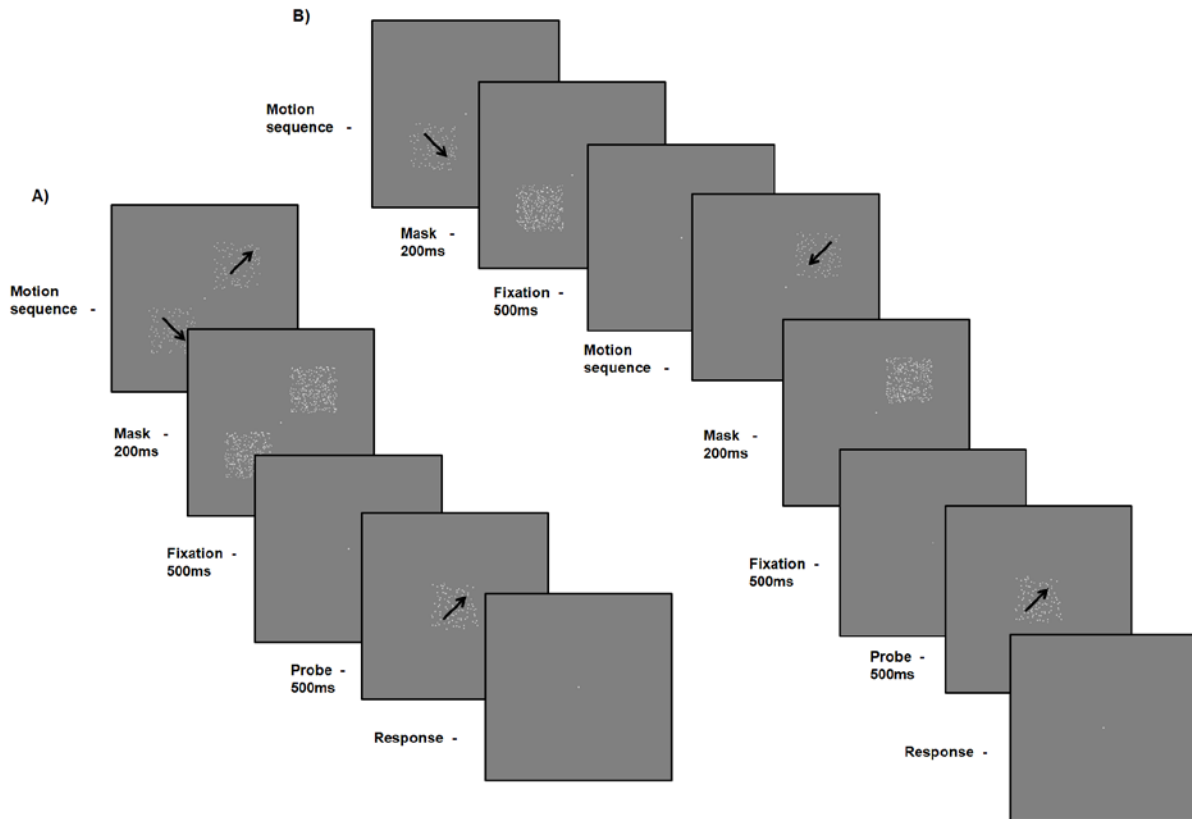 B)
Motion
sequence -
Mask -
200ms
Fixation -
500ms
Motion
sequence -
Mask -
200ms
Fixation -
500ms
Probe -
500ms
Response -
A)
Motion
sequence -
Mask -
200ms
Fixation -
500ms
Probe -
500ms
Response -